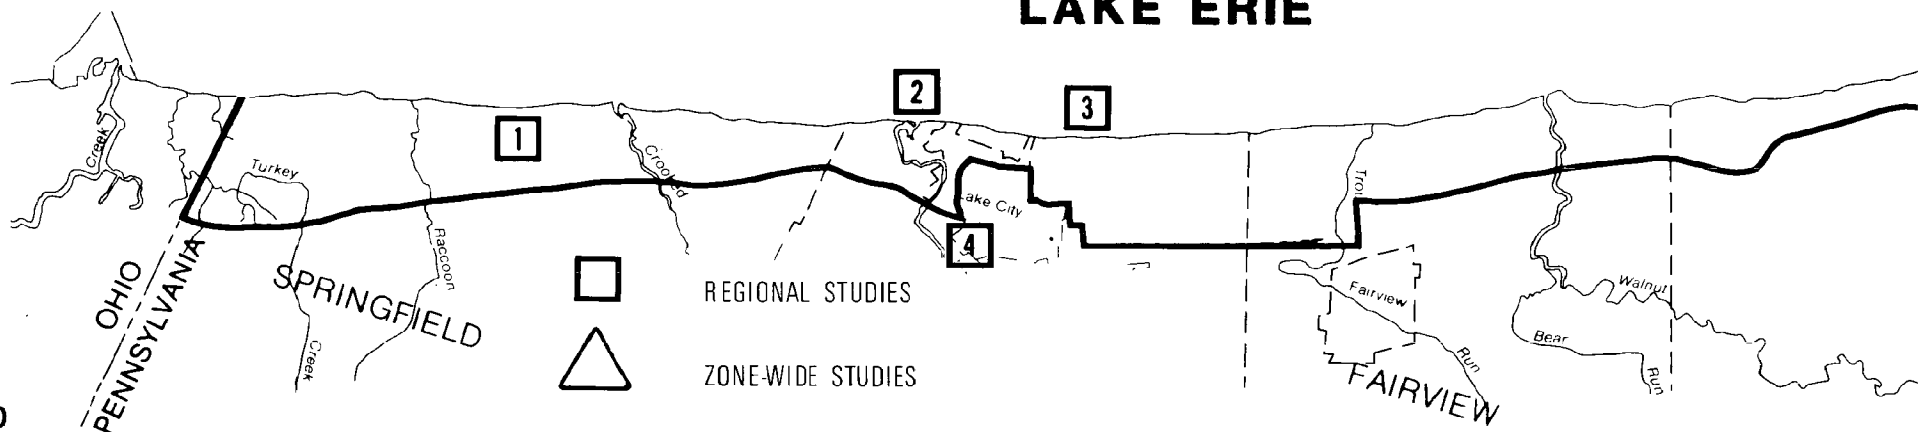 LAKE ERIE
2
3
1
Creek
Turkey
Crooked
Lake City
4
Raccoon
OHIO
PENNSYLVANIA
SPRINGFIELD
Creek
REGIONAL STUDIES
ZONE-WIDE STUDIES
Fairview
Run
FAIRVIEW
Walnut
Bear
Run